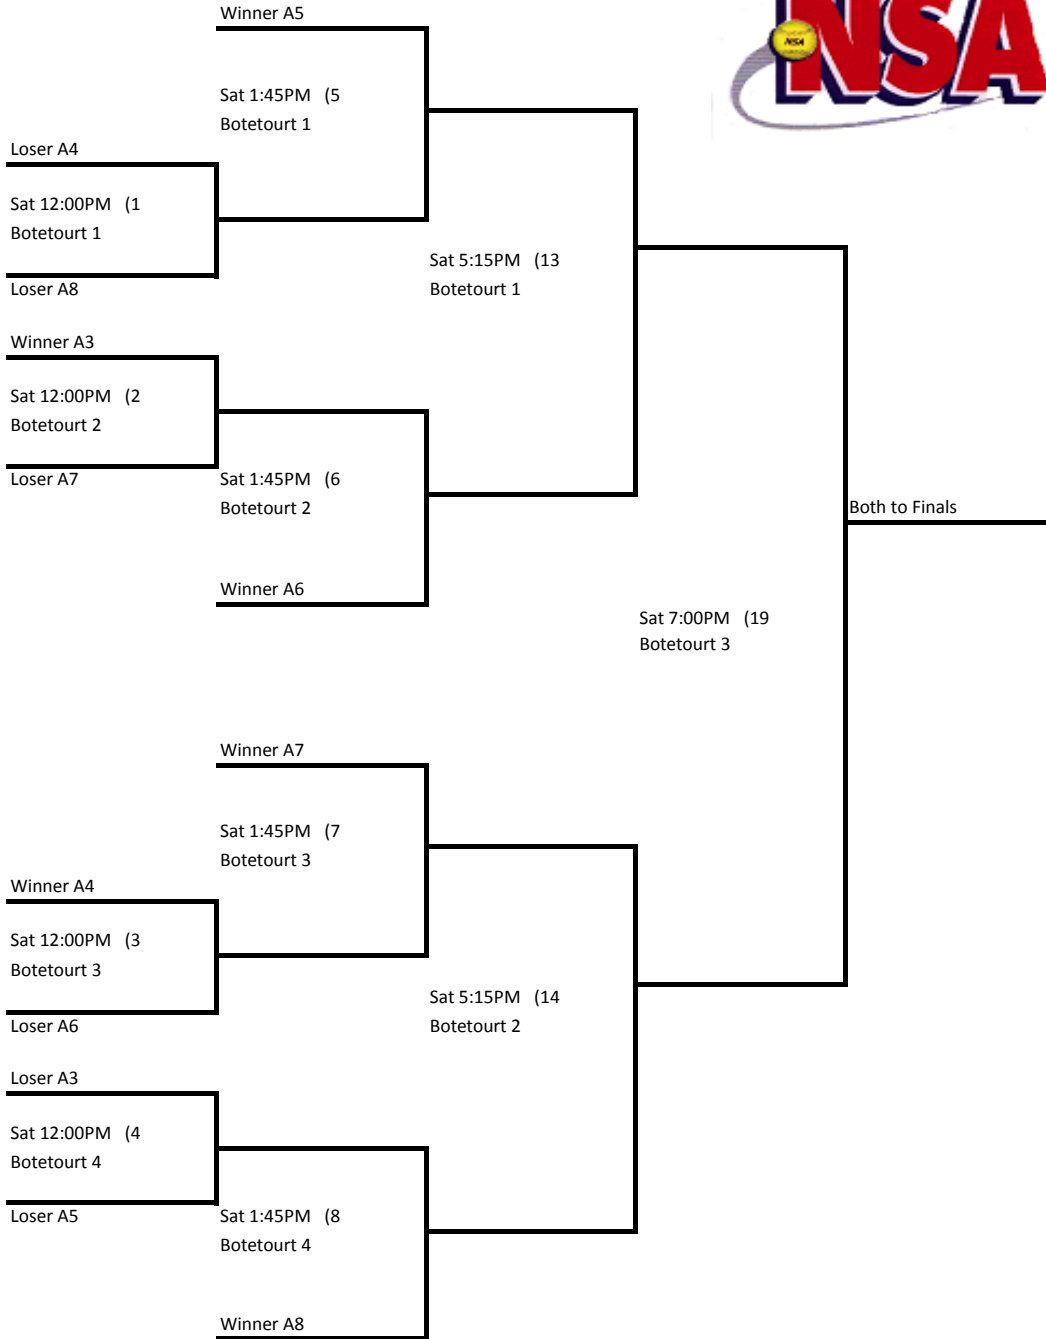 Winner A5
NSA
NSA
Sat 1:45PM   (5
Botetourt 1
Loser A4
Sat 12:00PM   (1
Botetourt 1
Sat 5:15PM   (13
Botetourt 1
Loser A8
Winner A3
Sat 12:00PM   (2
Botetourt 2
Loser A7
Sat 1:45PM   (6
Botetourt 2
Both to Finals
Winner A6
Sat 7:00PM   (19
Botetourt 3
Winner A7
Sat 1:45PM   (7
Botetourt 3
Winner A4
Sat 12:00PM   (3
Botetourt 3
Sat 5:15PM   (14
Botetourt 2
Loser A6
Loser A3
Sat 12:00PM   (4
Botetourt 4
Loser A5
Sat 1:45PM   (8
Botetourt 4
Winner A8